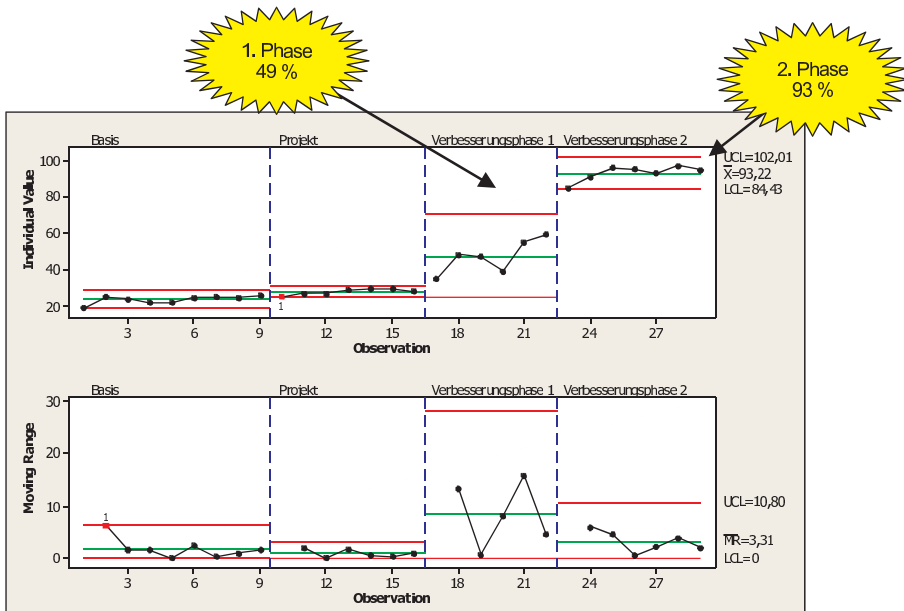 1. Phase
49 %
2. Phase
93 %
Basis
Projekt
Verbesserungsphase 1
Verbesserungsphase 2
Individual Value
100
80
60
40
20
UCL=102,01
X̅=93,22
LCL=84,43
1
3
6
9
12
15
18
21
24
27
Observation
Basis
Projekt
Verbesserungsphase 1
Verbesserungsphase 2
Moving Range
30
20
10
0
1
UCL=10,80
M̅R̅=3,31
LCL=0
3
6
9
12
15
18
21
24
27
Observation